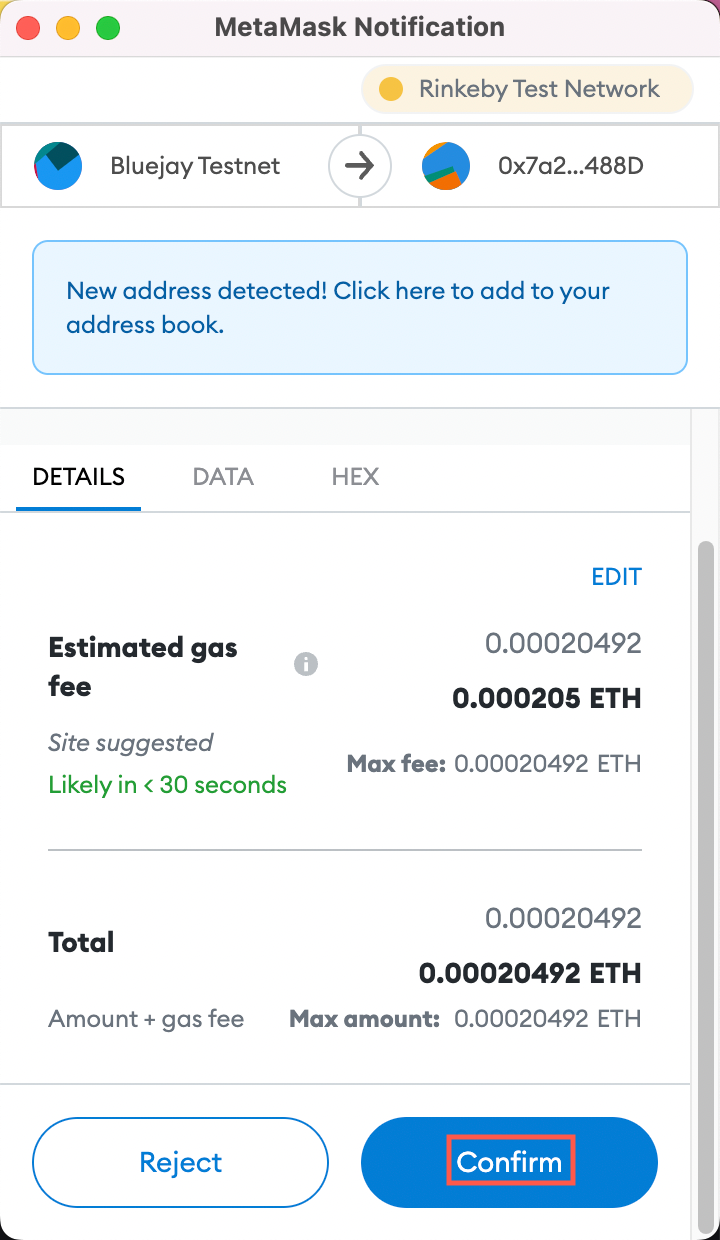 MetaMask Notification
Rinkeby Test Network
Bluejay Testnet
0x7a2...488D
New address detected! Click here to add to your
address book.
DETAILS DATA HEX
EDIT
Estimated gas
fee
0.00020492
0.000205 ETH
Site suggested
Max fee: 0.00020492 ETH
Likely in < 30 seconds
0.00020492
Total
0.00020492 ETH
Amount + gas fee Max amount: 0.00020492 ETH
Reject Confirm